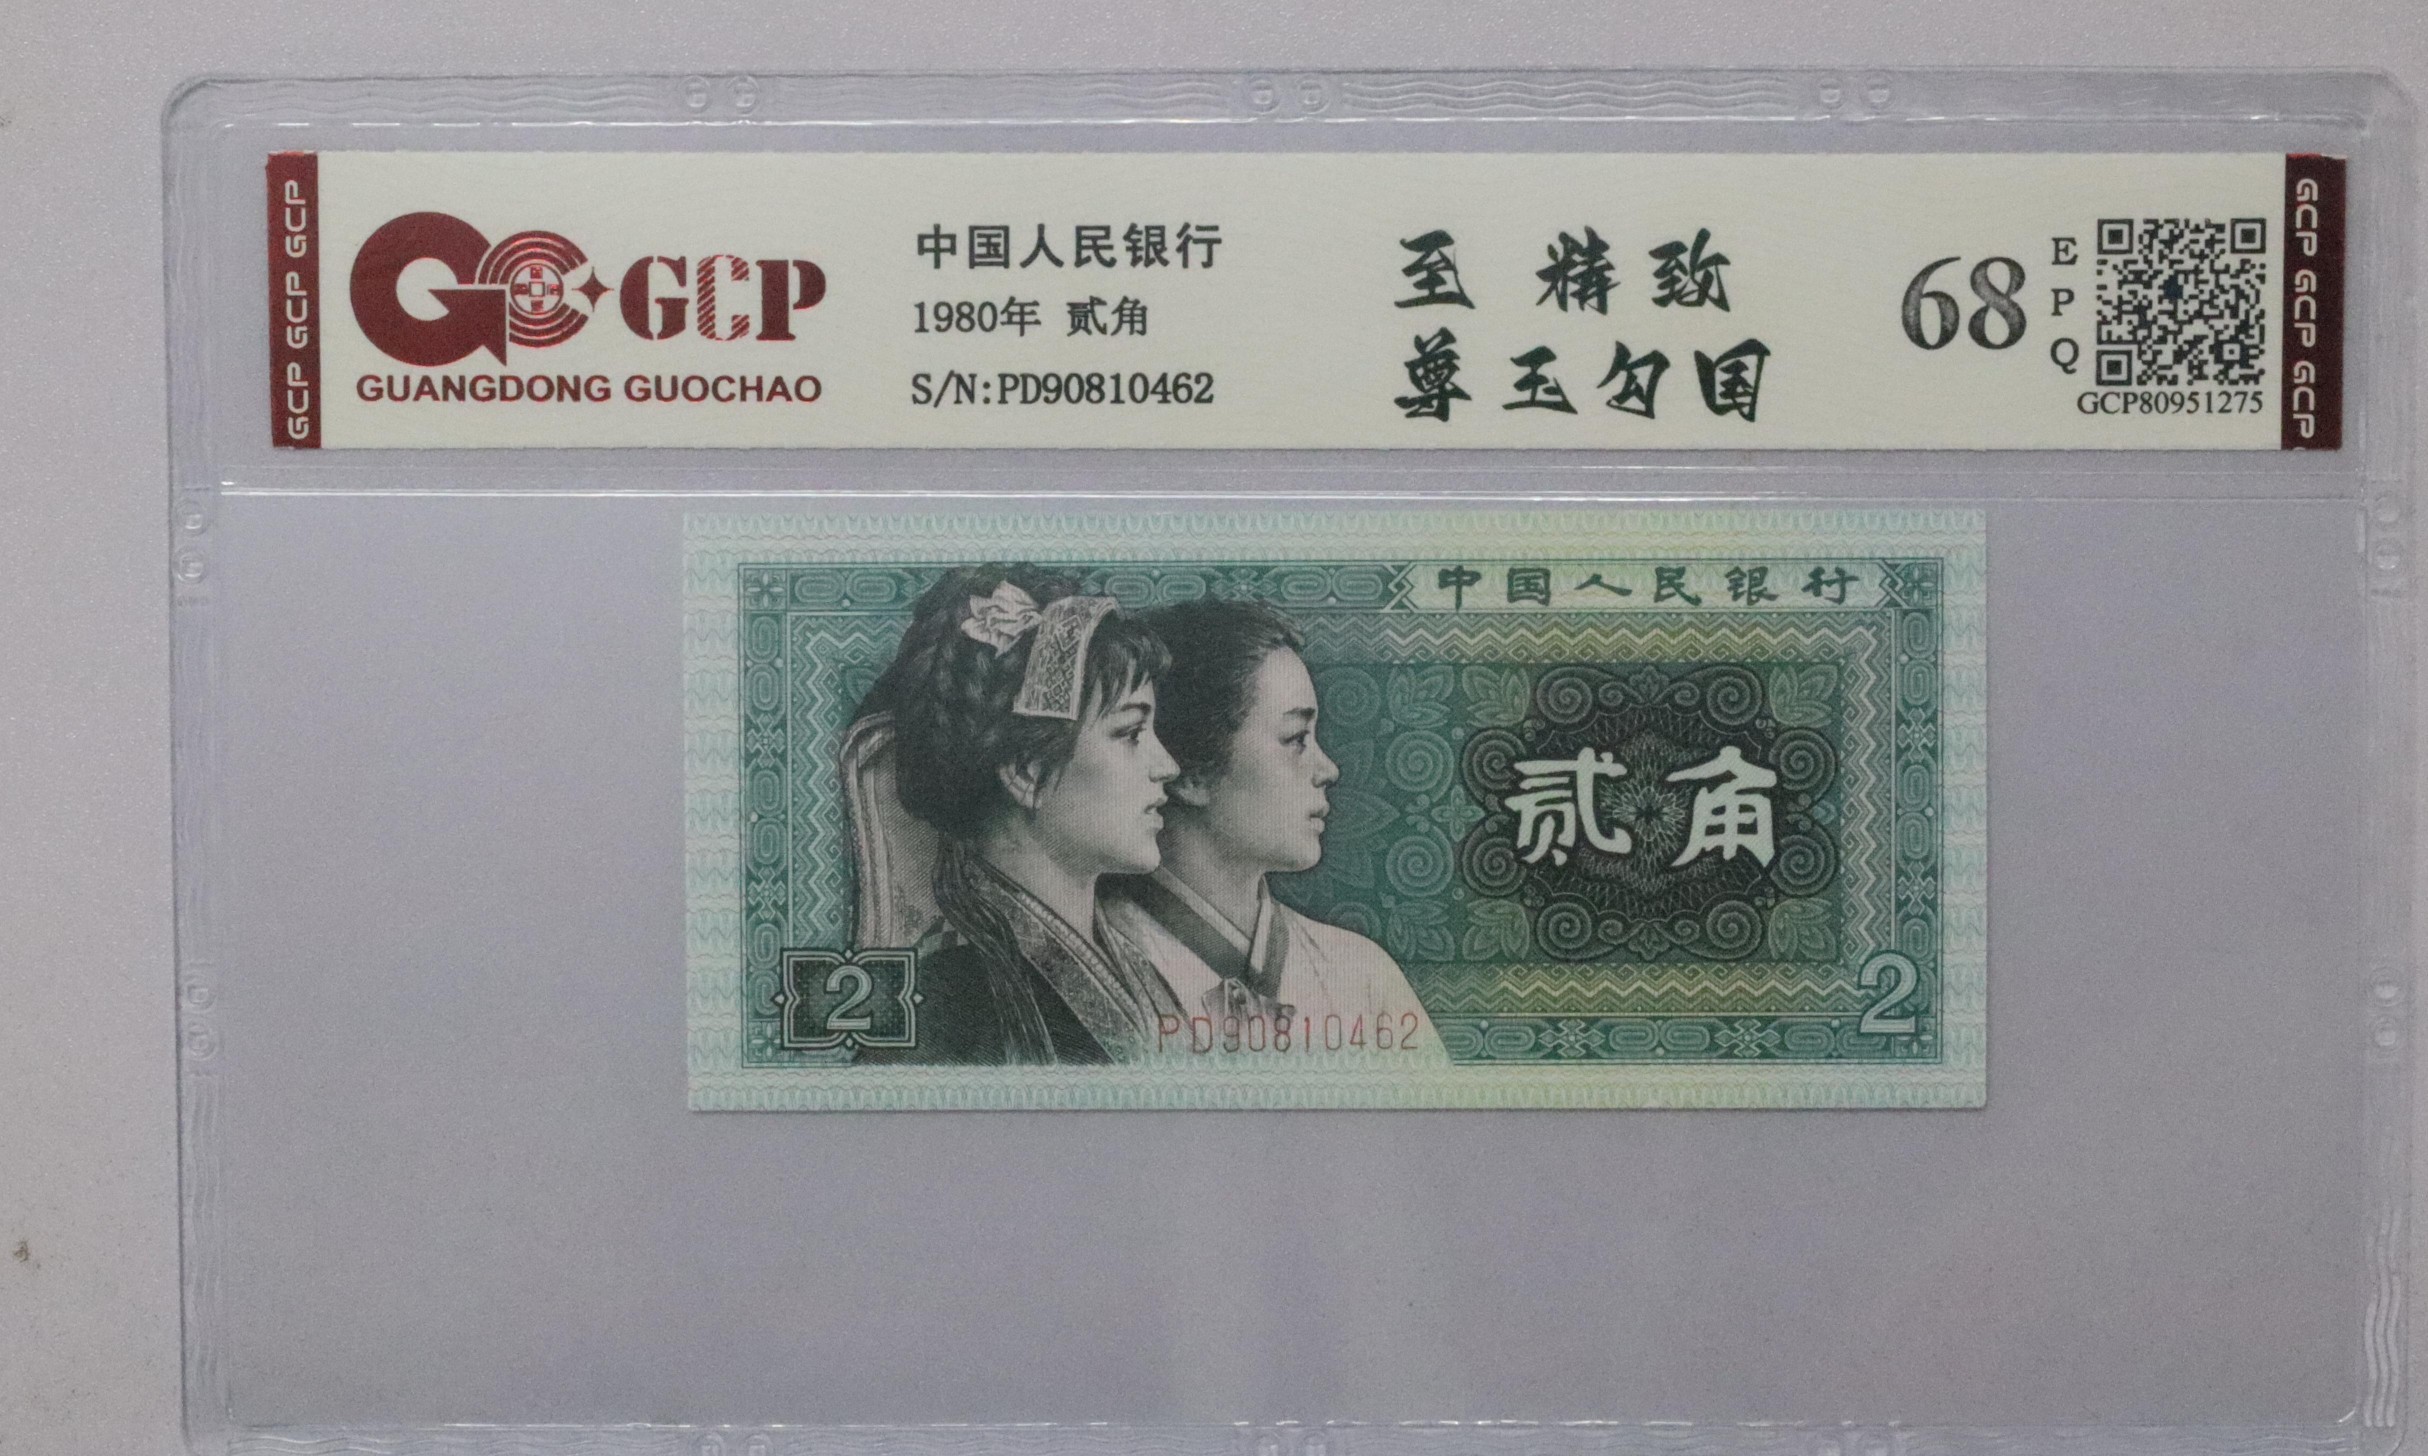 GCP GCP GCP
GCP
GUANGDONG GUOCHAO
中国人民银行
1980年 贰角
S/N:PD90810462
至 精 致
尊 玉 勾 国
68
E
P
Q
GCP80951275
GCP GCP GCP
中国人民银行
贰角
2
PD90810462
2